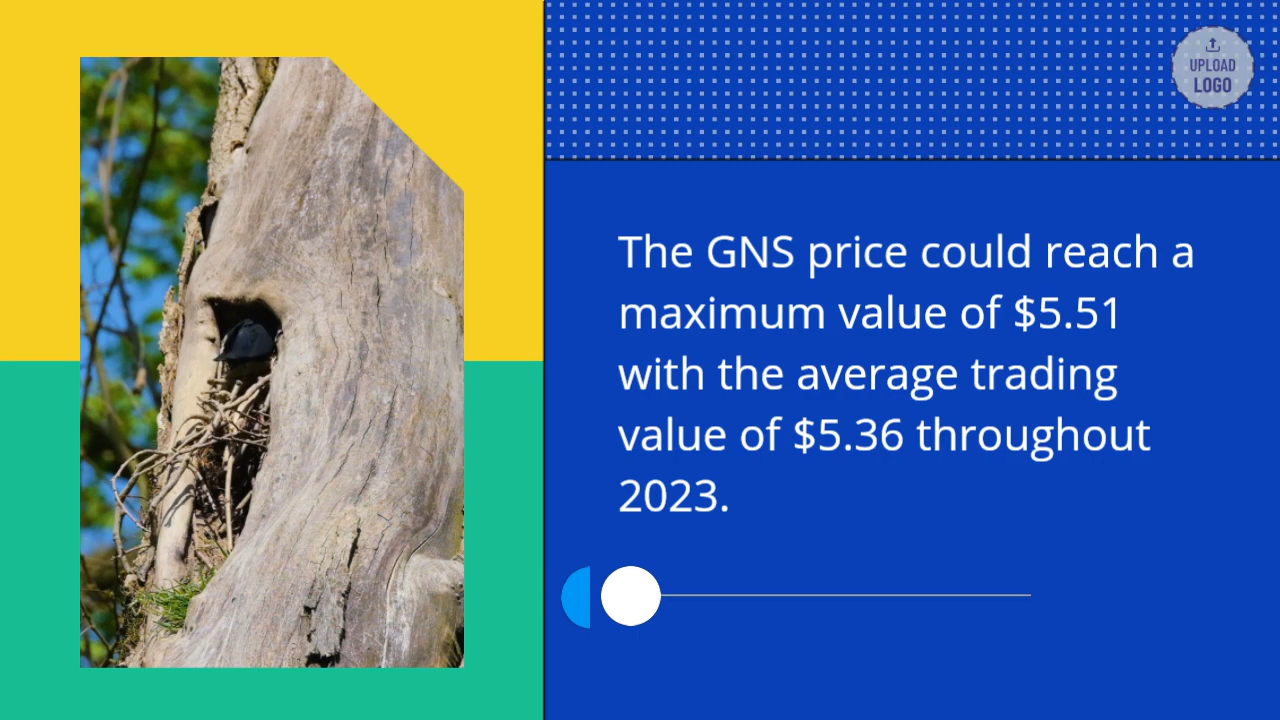 UPLOAD
LOGO
The GNS price could reach a
maximum value of $5.51
with the average trading
value of $5.36 throughout
2023.